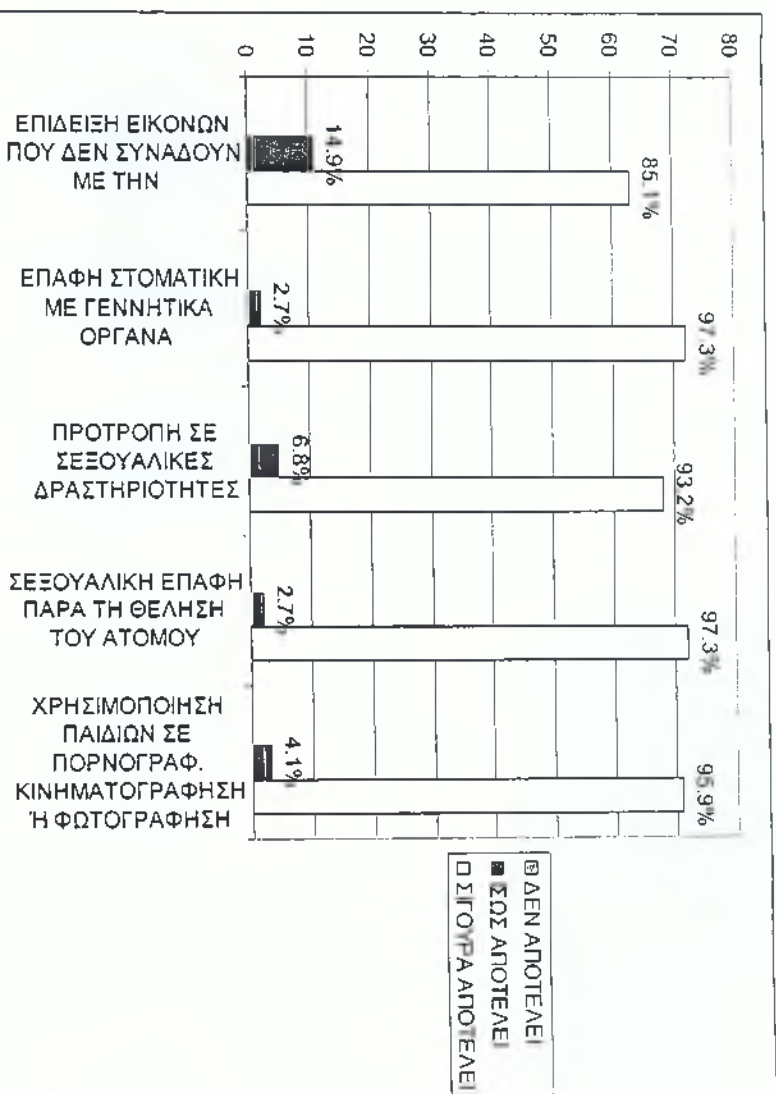 80
70
60
50
40
30
20
10
0
14.9%
85.1%
2.7%
97.3%
6.8%
93.2%
2.7%
97.3%
4.1%
95.9%
ΕΠΙΔΕΙΞΗ ΕΙΚΟΝΩΝ
ΠΟΥ ΔΕΝ ΣΥΝΑΔΟΥΝ
ΜΕ ΤΗΝ
ΕΠΑΦΗ ΣΤΟΜΑΤΙΚΗ
ΜΕ ΓΕΝΝΗΤΙΚΑ
ΟΡΓΑΝΑ
ΠΡΟΤΡΟΠΗ ΣΕ
ΣΕΞΟΥΑΛΙΚΕΣ
ΔΡΑΣΤΗΡΙΟΤΗΤΕΣ
ΣΕΞΟΥΑΛΙΚΗ ΕΠΑΦΗ
ΠΑΡΑ ΤΗ ΘΕΛΗΣΗ
ΤΟΥ ΑΤΟΜΟΥ
ΧΡΗΣΙΜΟΠΟΙΗΣΗ
ΠΑΙΔΙΩΝ ΣΕ
ΠΟΡΝΟΓΡΑΦ.
ΚΙΝΗΜΑΤΟΓΡΑΦΗΣΗ
Ή ΦΩΤΟΓΡΑΦΗΣΗ
ΔΕΝ ΑΠΟΤΕΛΕΙ
ΙΣΩΣ ΑΠΟΤΕΛΕΙ
ΣΙΓΟΥΡΑ ΑΠΟΤΕΛΕΙ